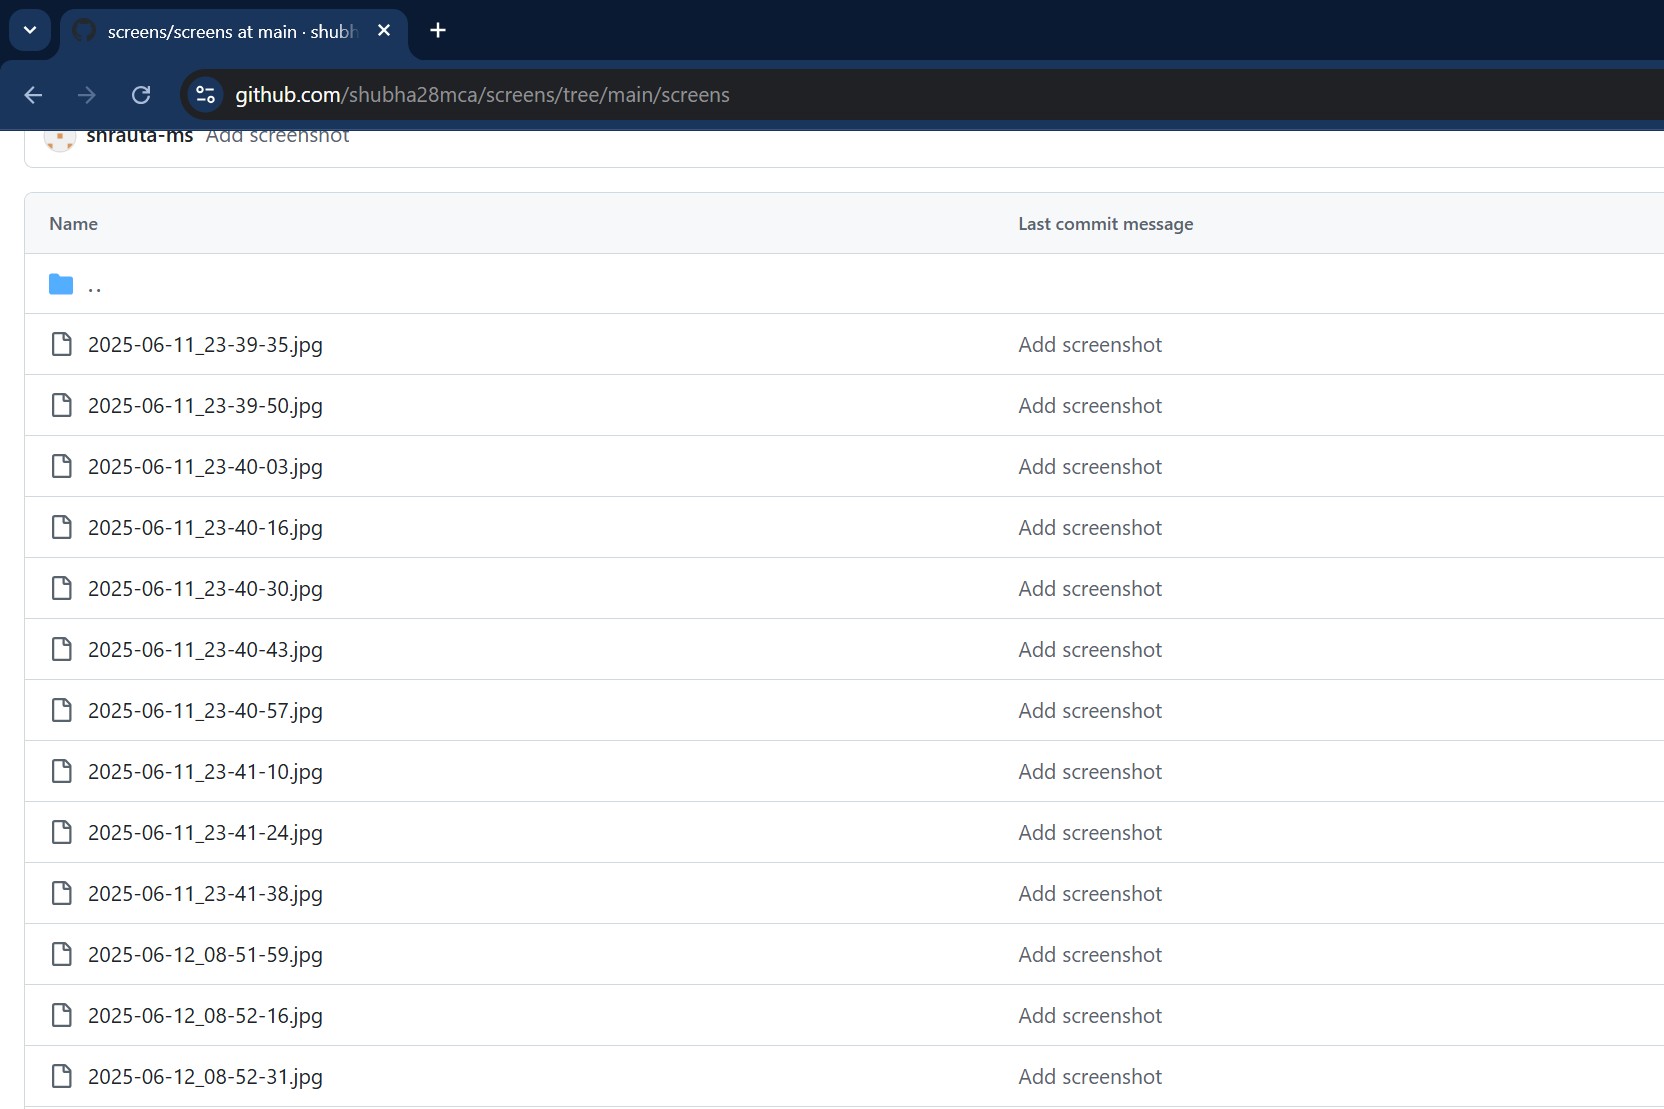 screens/screens at main · shubh
github.com/shubha28mca/screens/tree/main/screens
shrauta-ms Add screenshot
Name Last commit message
..
2025-06-11_23-39-35.jpg Add screenshot
2025-06-11_23-39-50.jpg Add screenshot
2025-06-11_23-40-03.jpg Add screenshot
2025-06-11_23-40-16.jpg Add screenshot
2025-06-11_23-40-30.jpg Add screenshot
2025-06-11_23-40-43.jpg Add screenshot
2025-06-11_23-40-57.jpg Add screenshot
2025-06-11_23-41-10.jpg Add screenshot
2025-06-11_23-41-24.jpg Add screenshot
2025-06-11_23-41-38.jpg Add screenshot
2025-06-12_08-51-59.jpg Add screenshot
2025-06-12_08-52-16.jpg Add screenshot
2025-06-12_08-52-31.jpg Add screenshot